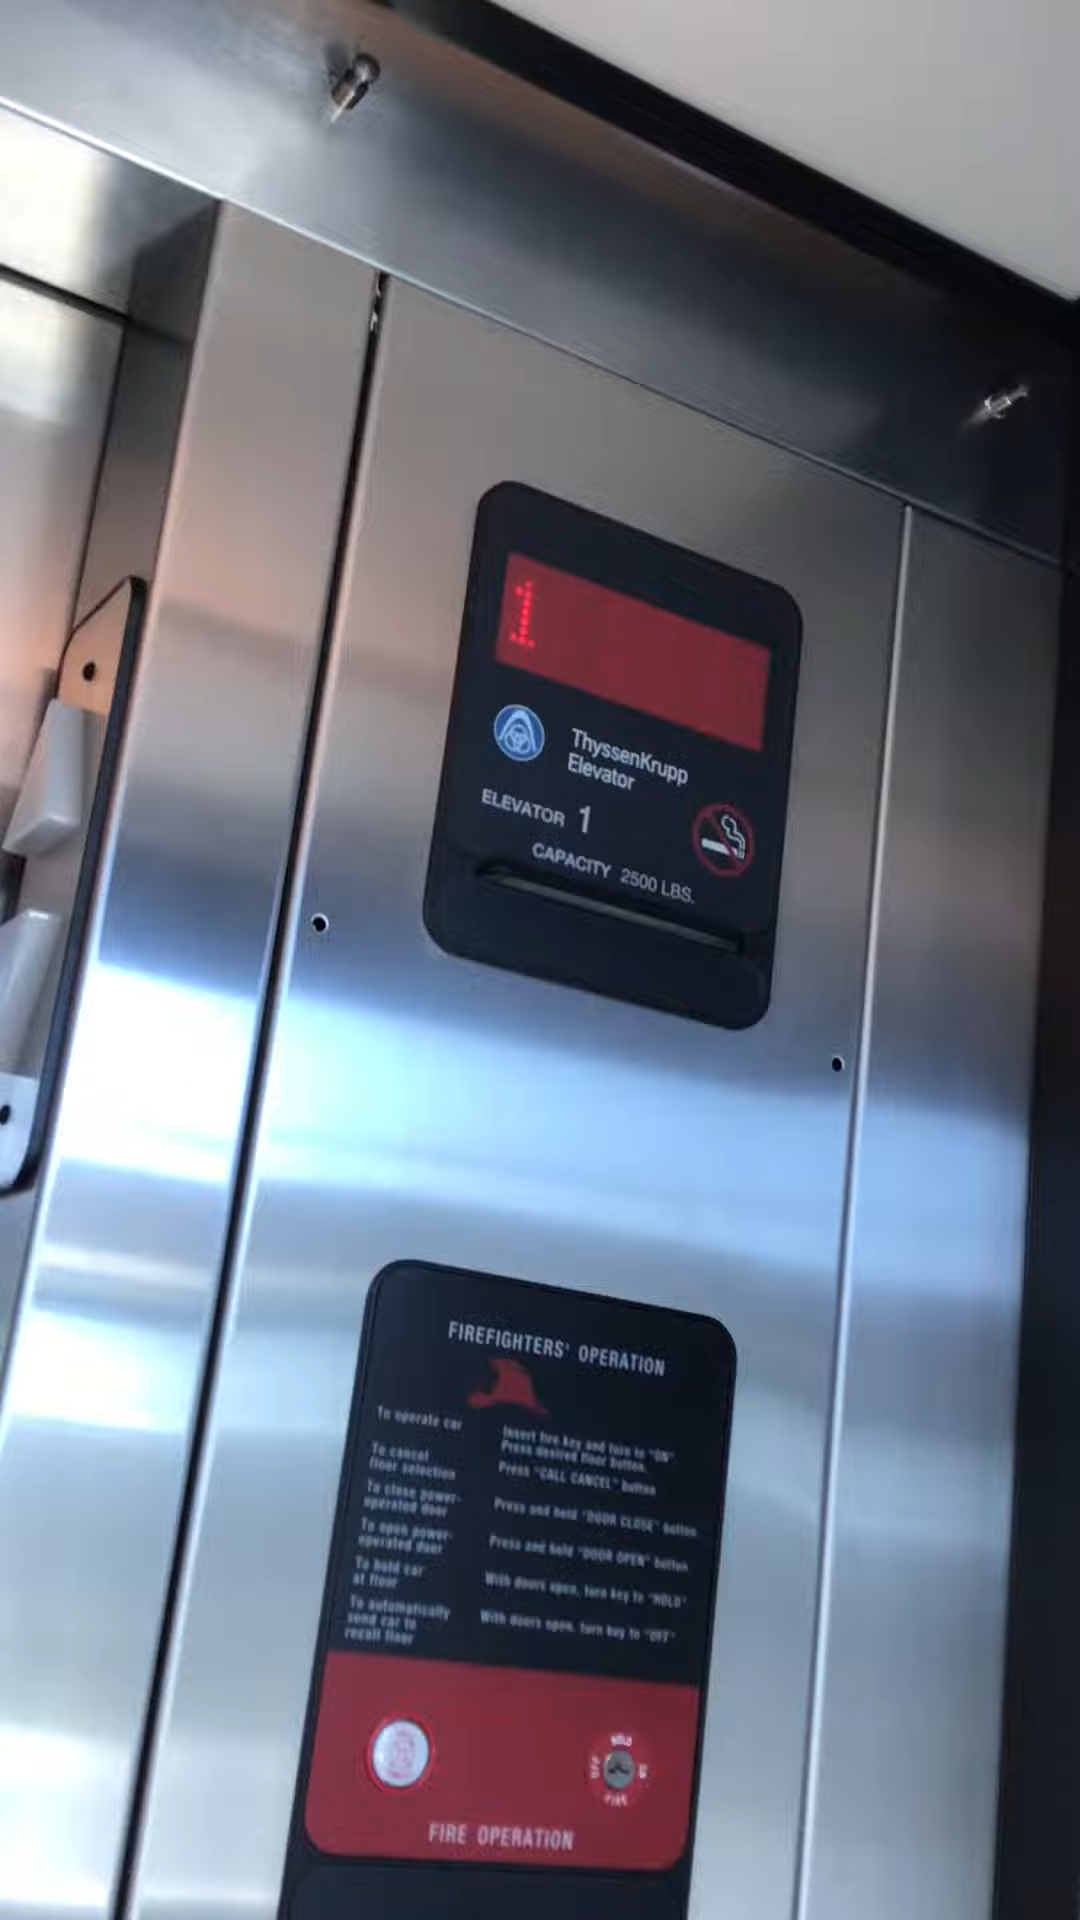 1
ThyssenKrupp
Elevator
ELEVATOR 1
CAPACITY 2500 LBS.
FIREFIGHTERS' OPERATION
To operate car
Insert fire key and turn to "ON"
Press desired floor button.
To cancel
floor selection
Press "CALL CANCEL" button
To close power-
operated door
Press and hold "DOOR CLOSE" button
To open power-
operated door
Press and hold "DOOR OPEN" button
To hold car
at floor
With doors open, turn key to "HOLD"
To automatically
send car to
recall floor
With doors open, turn key to "OFF"
HOLD
OFF
ON
FIRE OPERATION